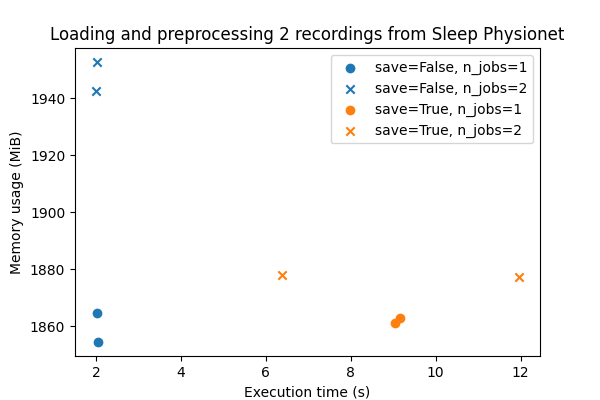 Loading and preprocessing 2 recordings from Sleep Physionet
save=False, n_jobs=1
save=False, n_jobs=2
save=True, n_jobs=1
save=True, n_jobs=2
Memory usage (MiB)
1940
1920
1900
1880
1860
2 4 6 8 10 12
Execution time (s)